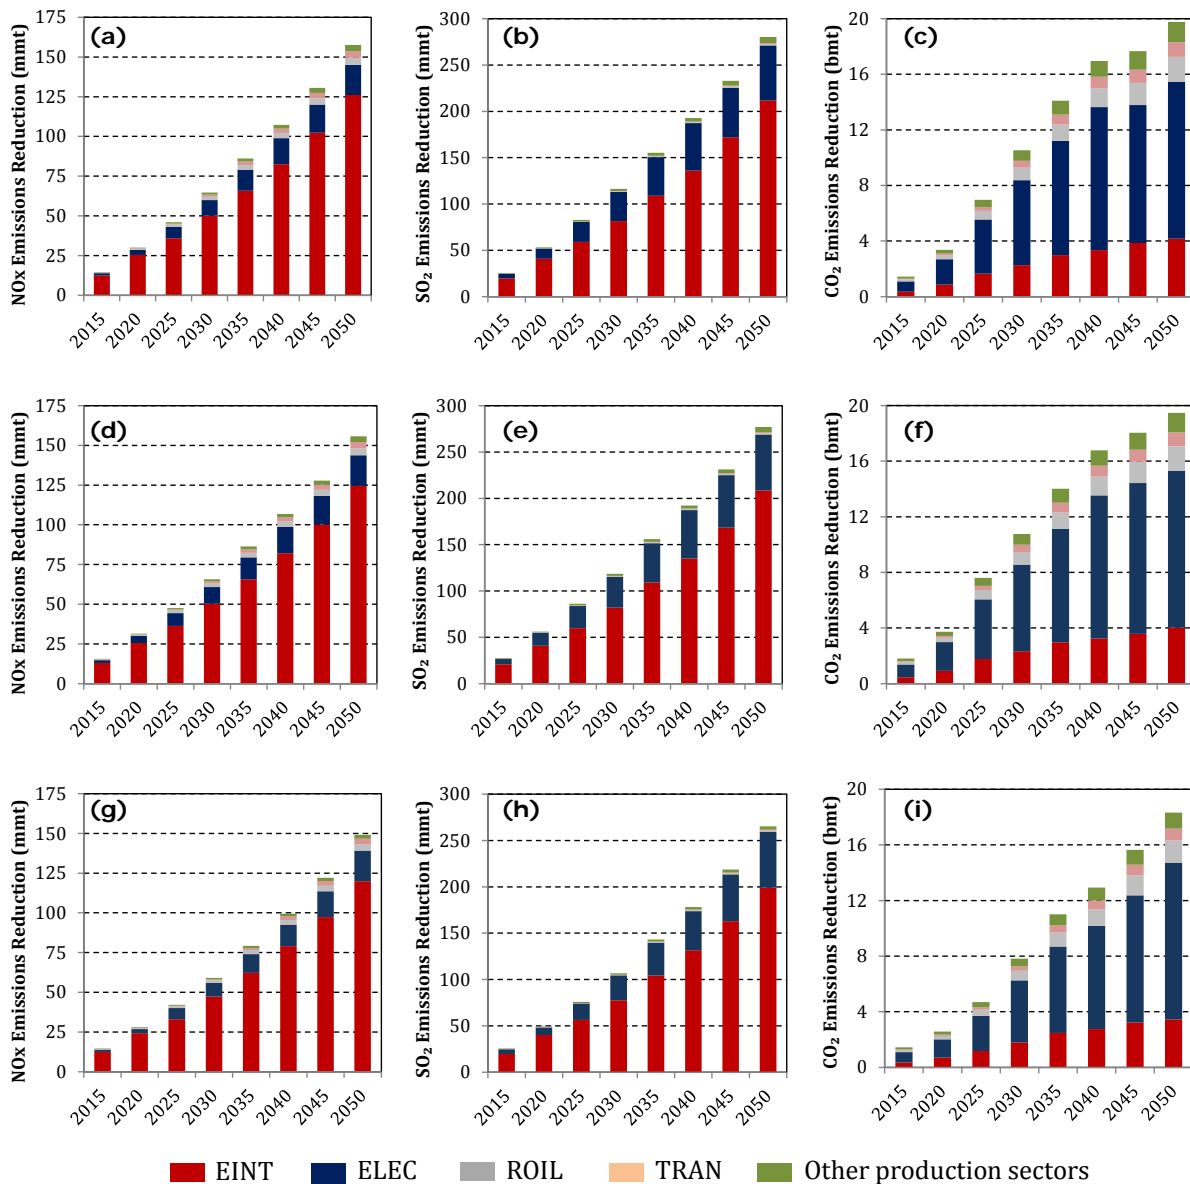 (a)
NOx Emissions Reduction (mmt)
175
150
125
100
75
50
25
0
2015 2020 2025 2030 2035 2040 2045 2050
(b)
SO₂ Emissions Reduction (mmt)
300
250
200
150
100
50
0
2015 2020 2025 2030 2035 2040 2045 2050
(c)
CO₂ Emissions Reduction (bmt)
20
16
12
8
4
0
2015 2020 2025 2030 2035 2040 2045 2050
(d)
NOx Emissions Reduction (mmt)
175
150
125
100
75
50
25
0
2015 2020 2025 2030 2035 2040 2045 2050
(e)
SO₂ Emissions Reduction (mmt)
300
250
200
150
100
50
0
2015 2020 2025 2030 2035 2040 2045 2050
(f)
CO₂ Emissions Reduction (bmt)
20
16
12
8
4
0
2015 2020 2025 2030 2035 2040 2045 2050
(g)
NOx Emissions Reduction (mmt)
175
150
125
100
75
50
25
0
2015 2020 2025 2030 2035 2040 2045 2050
(h)
SO₂ Emissions Reduction (mmt)
300
250
200
150
100
50
0
2015 2020 2025 2030 2035 2040 2045 2050
(i)
CO₂ Emissions Reduction (bmt)
20
16
12
8
4
0
2015 2020 2025 2030 2035 2040 2045 2050
EINT ELEC ROIL TRAN Other production sectors